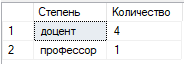 Степень Количество
1 доцент 4
2 профессор 1